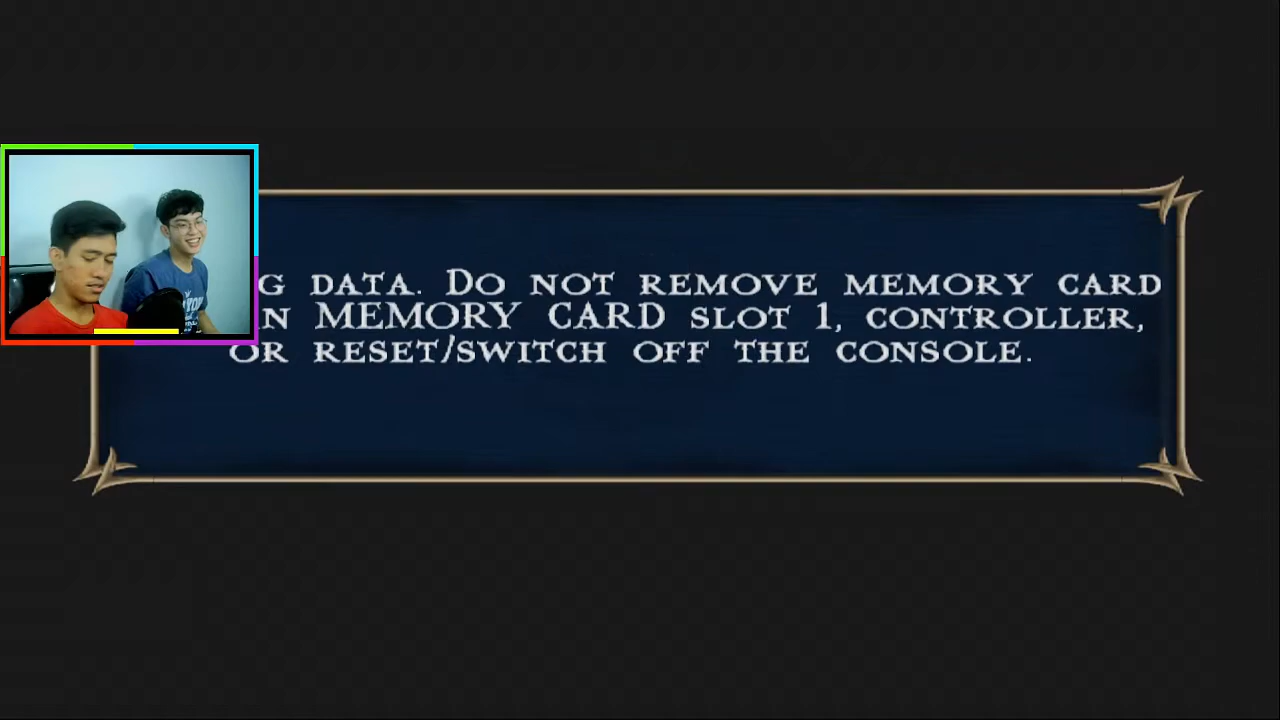 DATA. DO NOT REMOVE MEMORY CARD
MEMORY CARD SLOT 1, CONTROLLER,
OR RESET/SWITCH OFF THE CONSOLE.